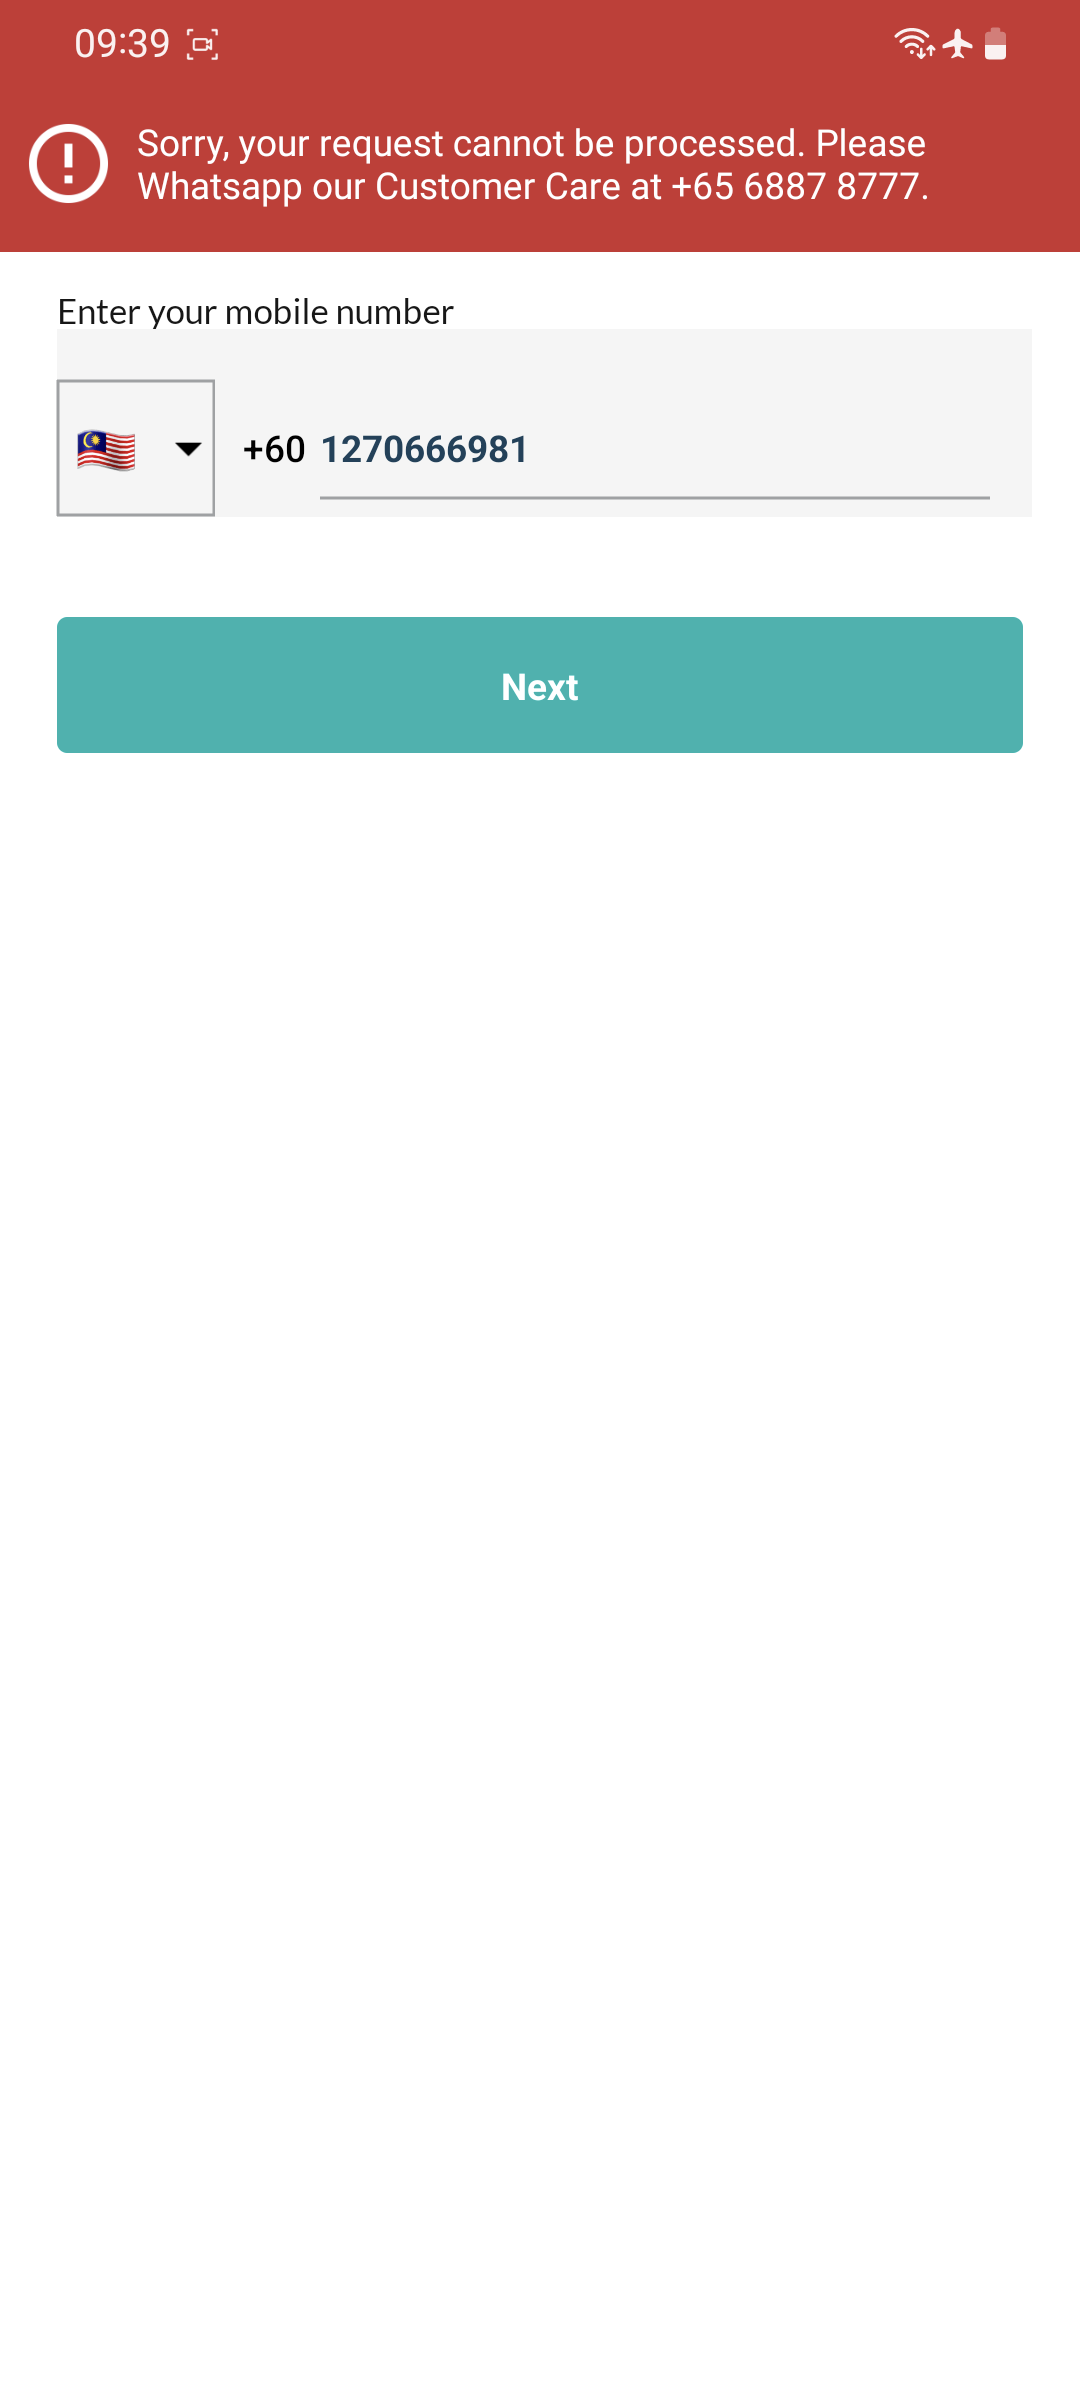 09:39
Sorry, your request cannot be processed. Please
Whatsapp our Customer Care at +65 6887 8777.
Enter your mobile number
+60 1270666981
Next